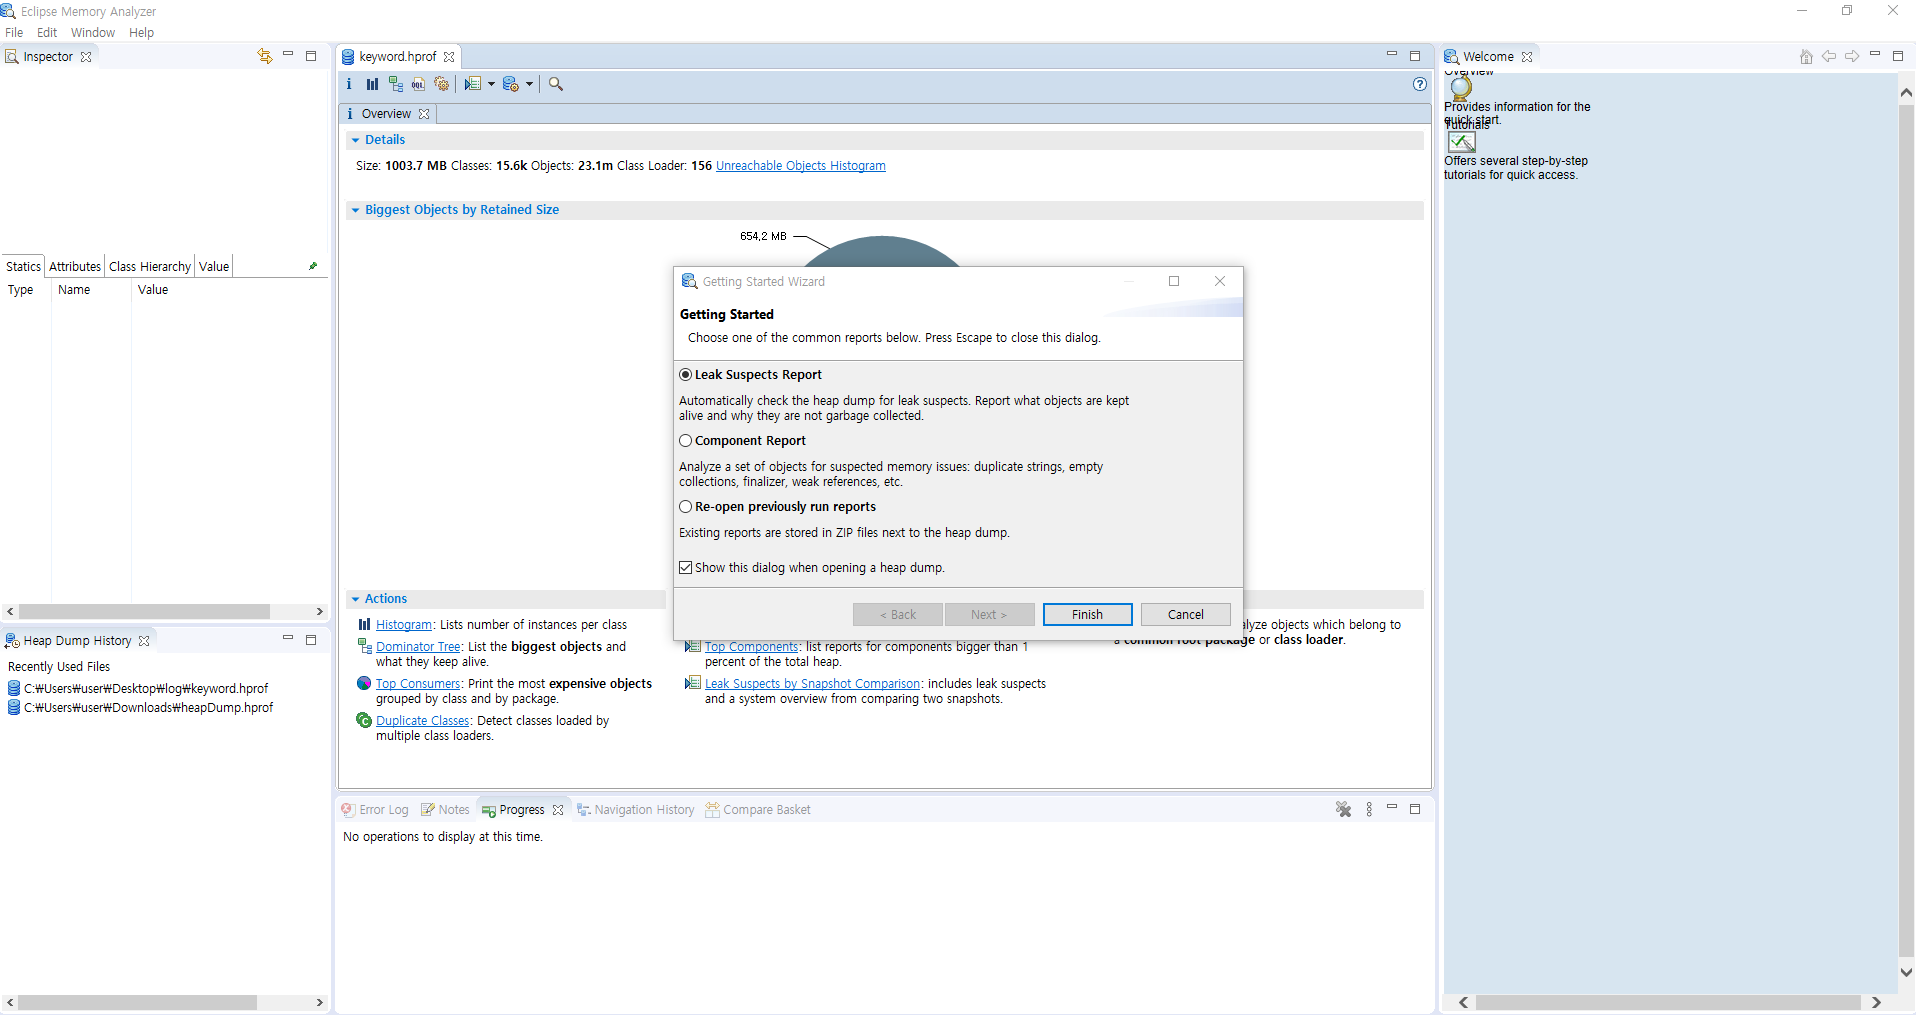 Eclipse Memory Analyzer
File Edit Window Help
Inspector
Statics Attributes Class Hierarchy Value
Type Name Value
Heap Dump History
Recently Used Files
C:₩Users₩user₩Desktop₩log₩keyword.hprof
C:₩Users₩user₩Downloads₩heapDump.hprof
keyword.hprof
OQL
i Overview
Details
Size: 1003.7 MB Classes: 15.6k Objects: 23.1m Class Loader: 156 Unreachable Objects Histogram
Biggest Objects by Retained Size
654,2 MB
Getting Started Wizard
Getting Started
Choose one of the common reports below. Press Escape to close this dialog.
Leak Suspects Report
Automatically check the heap dump for leak suspects. Report what objects are kept
alive and why they are not garbage collected.
Component Report
Analyze a set of objects for suspected memory issues: duplicate strings, empty
collections, finalizer, weak references, etc.
Re-open previously run reports
Existing reports are stored in ZIP files next to the heap dump.
Show this dialog when opening a heap dump.
< Back Next > Finish Cancel
Actions
Histogram: Lists number of instances per class
Dominator Tree: List the biggest objects and
what they keep alive.
Top Consumers: Print the most expensive objects
grouped by class and by package.
Duplicate Classes: Detect classes loaded by
multiple class loaders.
Top Components: list reports for components bigger than 1
percent of the total heap.
Leak Suspects by Snapshot Comparison: includes leak suspects
and a system overview from comparing two snapshots.
alyze objects which belong to
a common root package or class loader.
Error Log Notes Progress Navigation History Compare Basket
No operations to display at this time.
Welcome
Overview
Provides information for the
quick start.
Tutorials
Offers several step-by-step
tutorials for quick access.